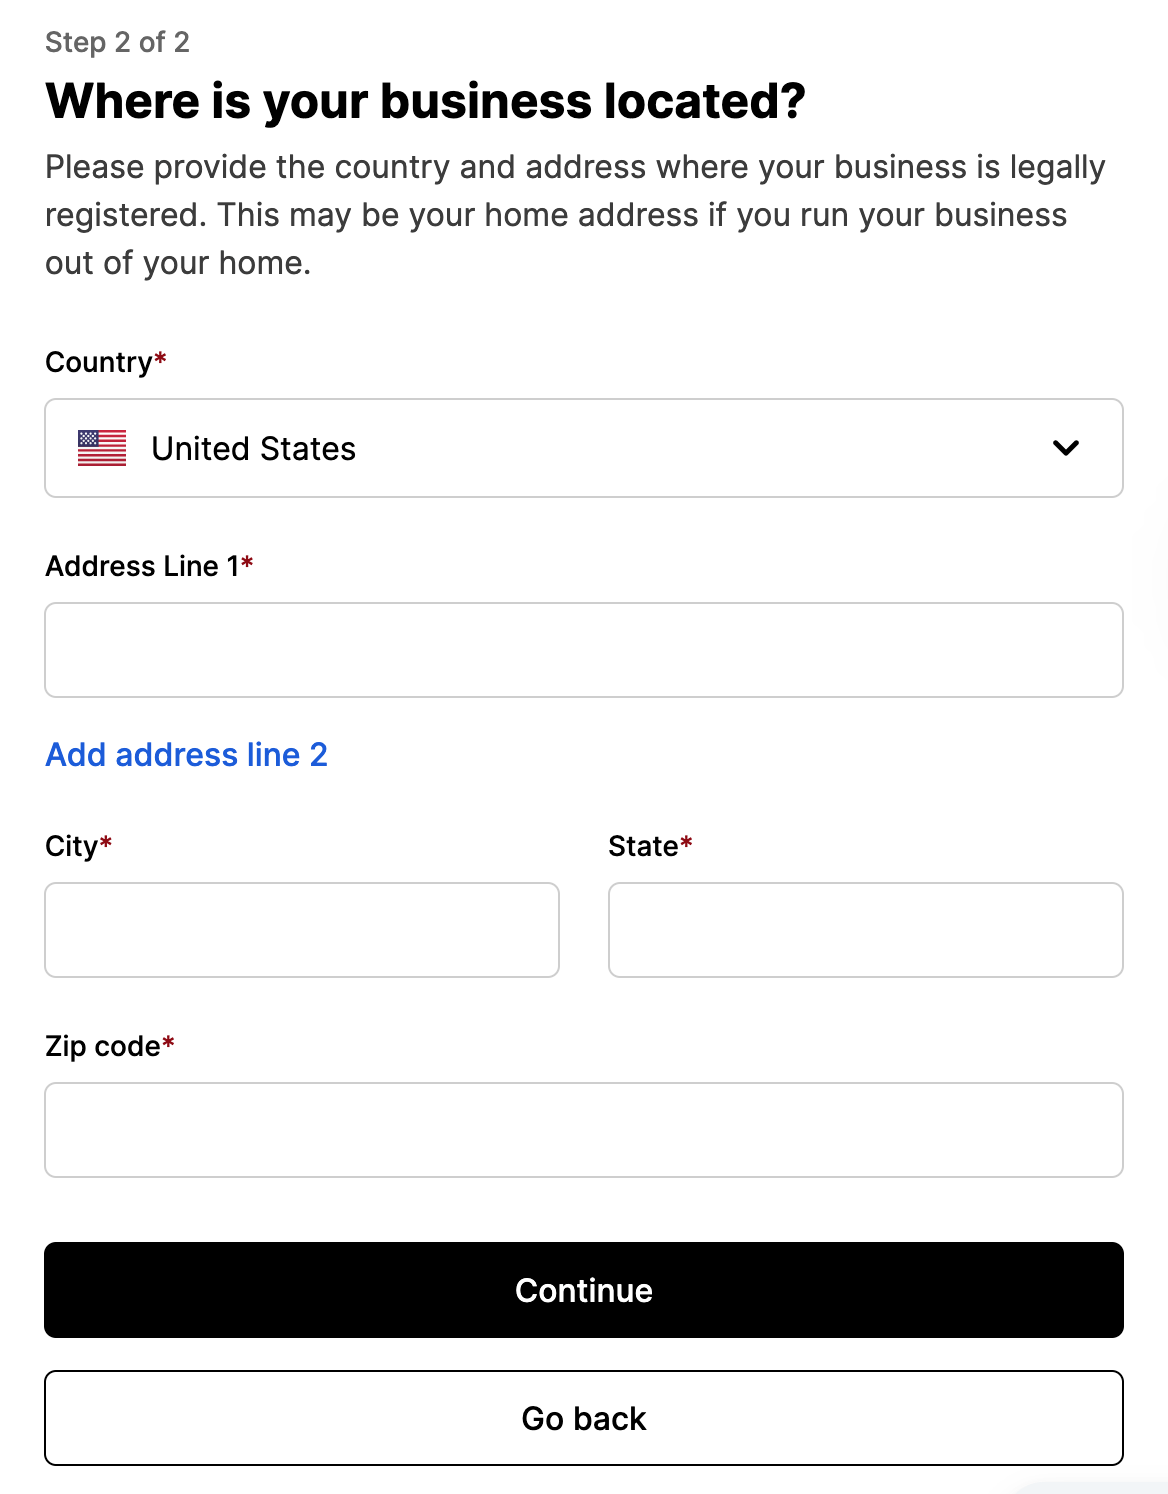 Step 2 of 2
Where is your business located?
Please provide the country and address where your business is legally
registered. This may be your home address if you run your business
out of your home.
Country*
United States
Address Line 1*
Add address line 2
City*
State*
Zip code*
Continue
Go back